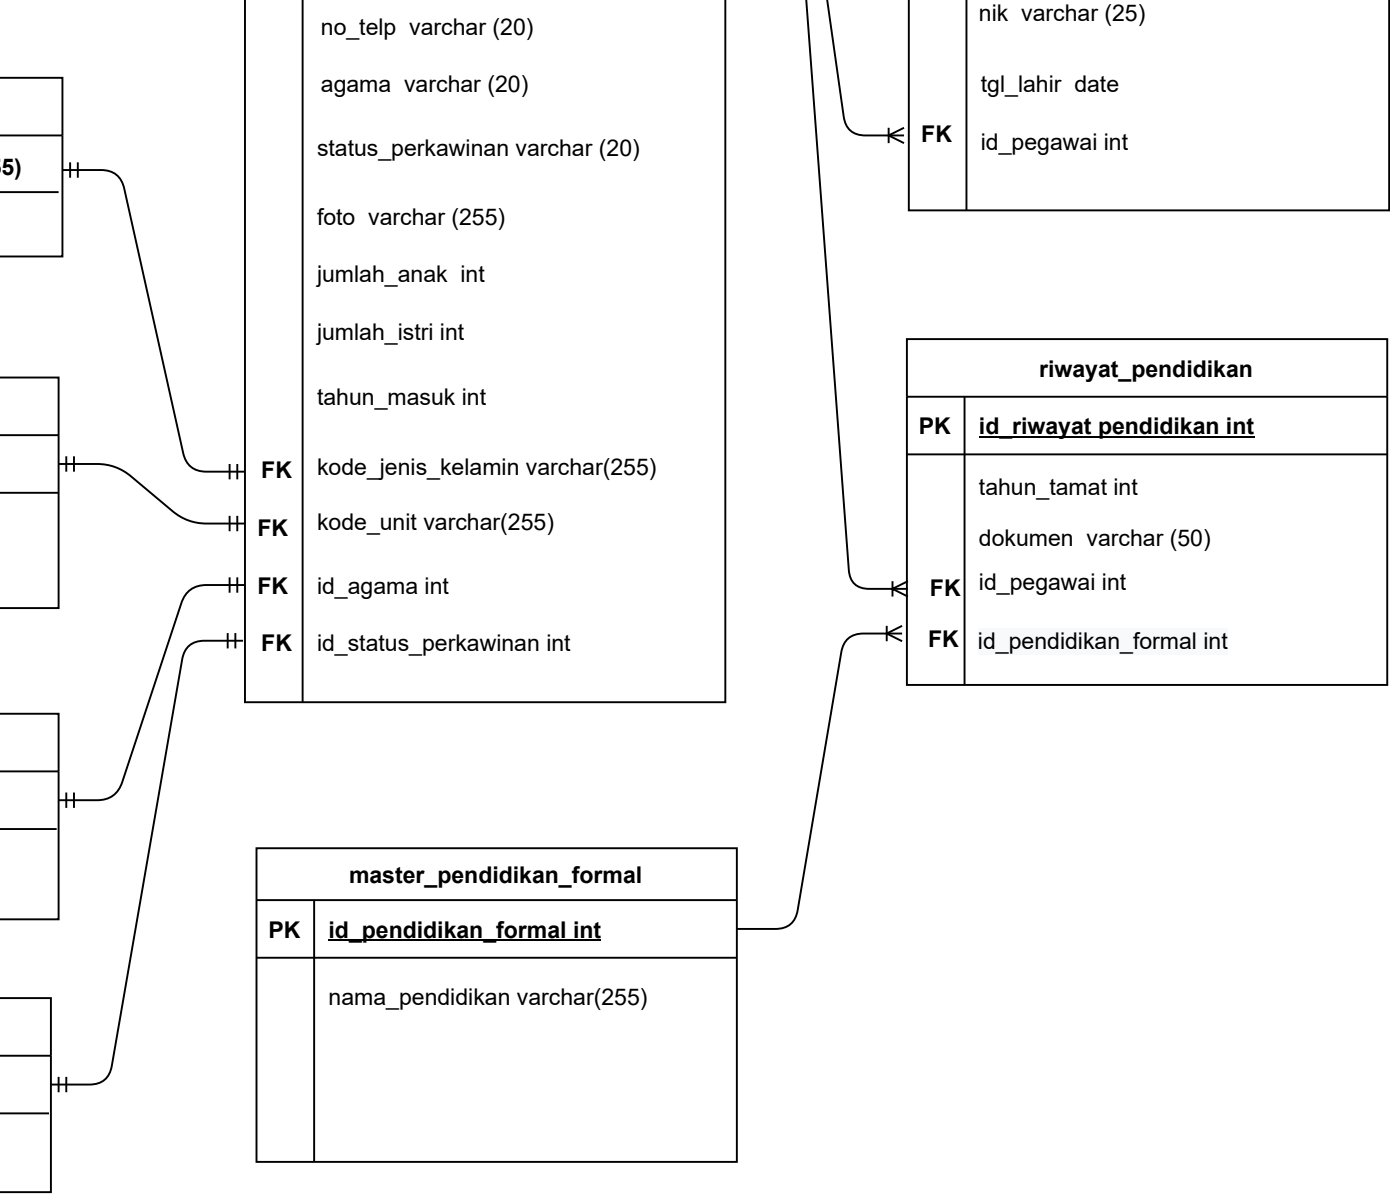 no_telp varchar (20)
agama varchar (20)
status_perkawinan varchar (20)
foto varchar (255)
jumlah_anak int
jumlah_istri int
tahun_masuk int
FK kode_jenis_kelamin varchar(255)
FK kode_unit varchar(255)
FK id_agama int
FK id_status_perkawinan int
5)
nik varchar (25)
tgl_lahir date
FK id_pegawai int
riwayat_pendidikan
PK id_riwayat pendidikan int
tahun_tamat int
dokumen varchar (50)
FK id_pegawai int
FK id_pendidikan_formal int
master_pendidikan_formal
PK id_pendidikan_formal int
nama_pendidikan varchar(255)